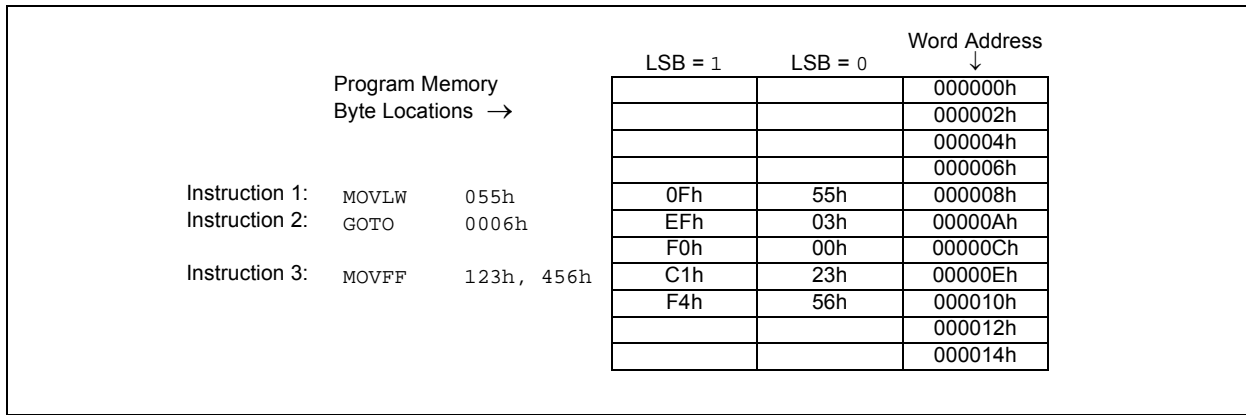 Word Address
LSB = 1 LSB = 0 ↓
Program Memory 000000h
Byte Locations → 000002h
000004h
000006h
Instruction 1: MOVLW 055h 0Fh 55h 000008h
Instruction 2: GOTO 0006h EFh 03h 00000Ah
F0h 00h 00000Ch
Instruction 3: MOVFF 123h, 456h C1h 23h 00000Eh
F4h 56h 000010h
000012h
000014h